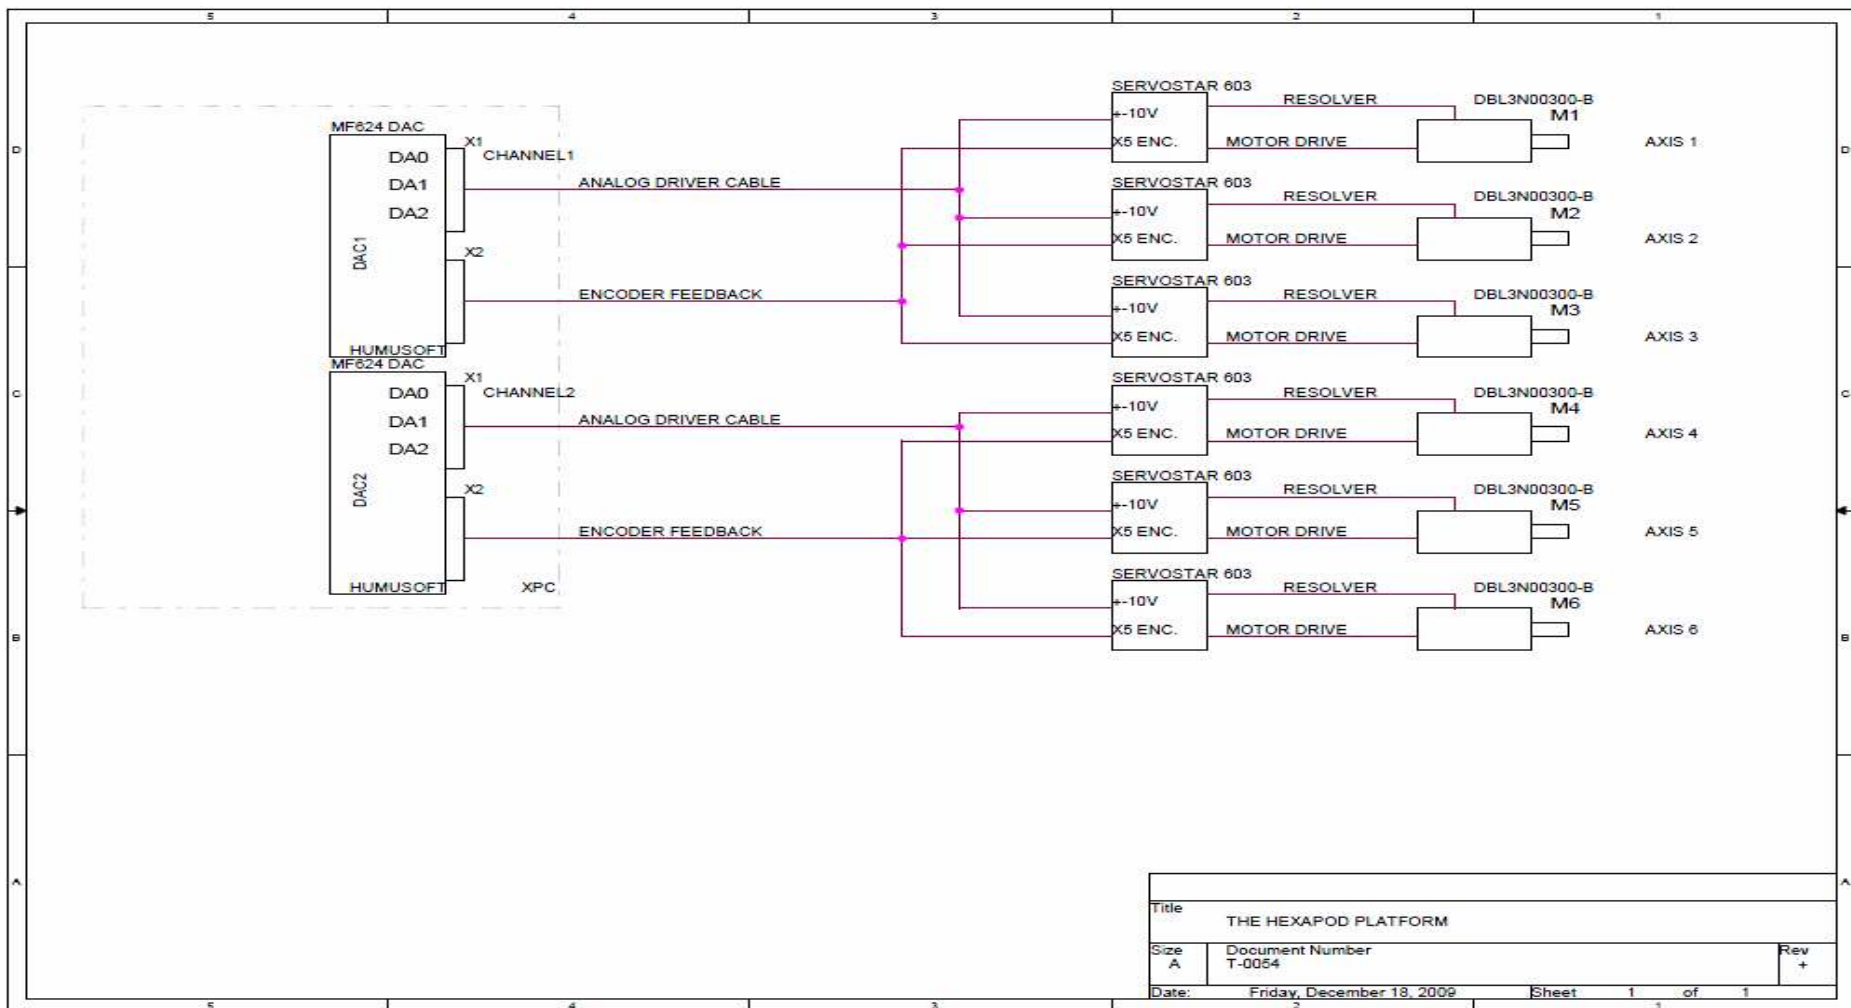 5 4 3 2 1
D
C
B
A
D
C
B
A
MF624 DAC
X1
CHANNEL1
DA0
DA1
DA2
DAC1
X2
HUMUSOFT
ANALOG DRIVER CABLE
ENCODER FEEDBACK
MF624 DAC
X1
CHANNEL2
DA0
DA1
DA2
DAC2
X2
HUMUSOFT
XPC
ANALOG DRIVER CABLE
ENCODER FEEDBACK
SERVOSTAR 603
+-10V
X5 ENC.
RESOLVER
MOTOR DRIVE
DBL3N00300-B
M1
AXIS 1
SERVOSTAR 603
+-10V
X5 ENC.
RESOLVER
MOTOR DRIVE
DBL3N00300-B
M2
AXIS 2
SERVOSTAR 603
+-10V
X5 ENC.
RESOLVER
MOTOR DRIVE
DBL3N00300-B
M3
AXIS 3
SERVOSTAR 603
+-10V
X5 ENC.
RESOLVER
MOTOR DRIVE
DBL3N00300-B
M4
AXIS 4
SERVOSTAR 603
+-10V
X5 ENC.
RESOLVER
MOTOR DRIVE
DBL3N00300-B
M5
AXIS 5
SERVOSTAR 603
+-10V
X5 ENC.
RESOLVER
MOTOR DRIVE
DBL3N00300-B
M6
AXIS 6
Title
THE HEXAPOD PLATFORM
Size Document Number Rev
A T-0054 +
Date: Friday, December 18, 2009 Sheet 1 of 1
5 4 3 2 1